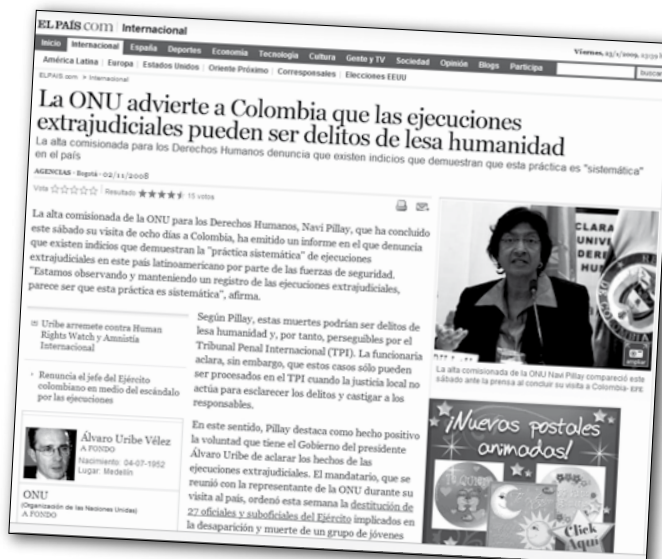 EL PAÍS.COM | Internacional
Viernes, 23/1/2009
Inicio Internacional España Deportes Economía Tecnología Cultura Gente y TV Sociedad Opinión Blogs Participa
buscar
América Latina | Europa | Estados Unidos | Oriente Próximo | Corresponsales | Elecciones EEUU
ELPAIS.com > Internacional
La ONU advierte a Colombia que las ejecuciones
extrajudiciales pueden ser delitos de lesa humanidad
La alta comisionada para los Derechos Humanos denuncia que existen indicios que demuestran que esta práctica es "sistemática"
en el país
AGENCIAS - Bogotá - 02/11/2008
Vota Resultado 15 votos
La alta comisionada de la ONU para los Derechos Humanos, Navi Pillay, que ha concluido
este sábado su visita de ocho días a Colombia, ha emitido un informe en el que denuncia
que existen indicios que demuestran la "práctica sistemática" de ejecuciones
extrajudiciales en este país latinoamericano por parte de las fuerzas de seguridad.
"Estamos observando y manteniendo un registro de las ejecuciones extrajudiciales,
parece ser que esta práctica es sistemática", afirma.
Uribe arremete contra Human
Rights Watch y Amnistía
Internacional
Renuncia el jefe del Ejército
colombiano en medio del escándalo
por las ejecuciones
Álvaro Uribe Vélez
A FONDO
Nacimiento: 04-07-1952
Lugar: Medellín
ONU
(Organización de las Naciones Unidas)
A FONDO
Según Pillay, estas muertes podrían ser delitos de
lesa humanidad y, por tanto, perseguibles por el
Tribunal Penal Internacional (TPI). La funcionaria
aclara, sin embargo, que estos casos sólo pueden
ser procesados en el TPI cuando la justicia local no
actúa para esclarecer los delitos y castigar a los
responsables.
En este sentido, Pillay destaca como hecho positivo
la voluntad que tiene el Gobierno del presidente
Álvaro Uribe de aclarar los hechos de las
ejecuciones extrajudiciales. El mandatario, que se
reunió con la representante de la ONU durante su
visita al país, ordenó esta semana la destitución de
27 oficiales y suboficiales del Ejército implicados en
la desaparición y muerte de un grupo de jóvenes
CLARA
UNIVE
DERE
HU
ampliar
La alta comisionada de la ONU Navi Pillay compareció este
sábado ante la prensa al concluir su visita a Colombia- EFE
¡Nuevas postales
animadas!
Click
Aquí